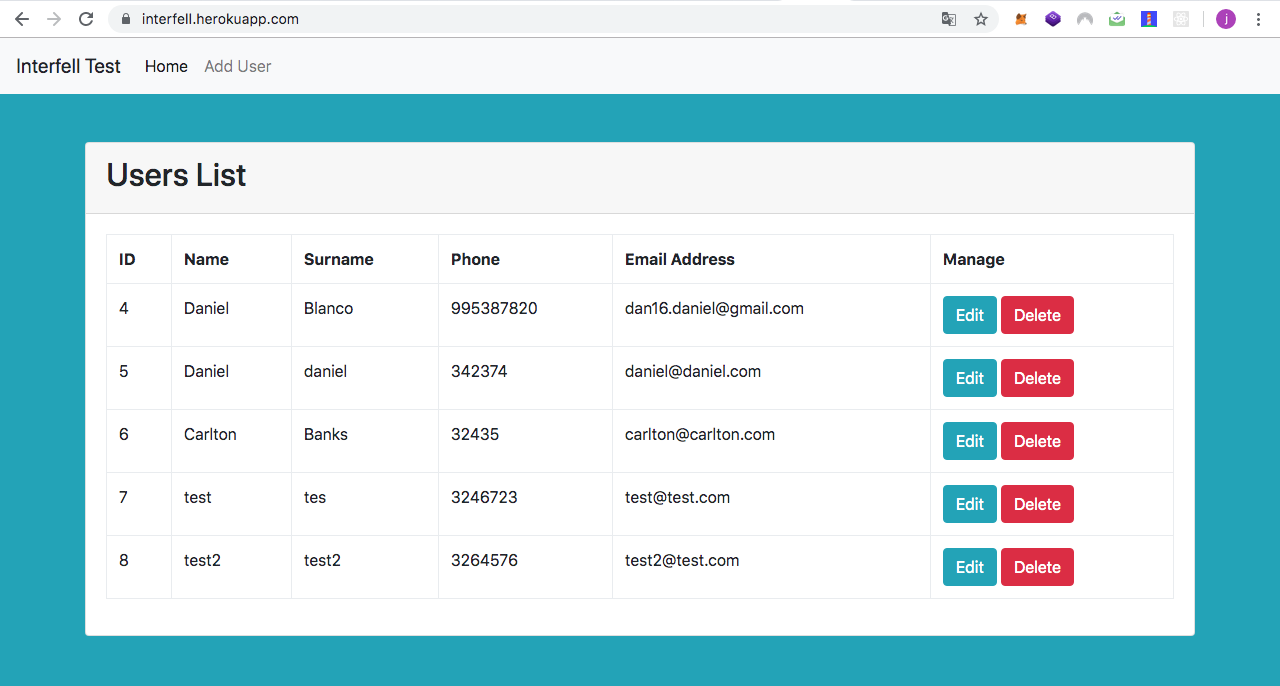 interfell.herokuapp.com
j
Interfell Test Home Add User
Users List
ID Name Surname Phone Email Address Manage
4 Daniel Blanco 995387820 dan16.daniel@gmail.com Edit Delete
5 Daniel daniel 342374 daniel@daniel.com Edit Delete
6 Carlton Banks 32435 carlton@carlton.com Edit Delete
7 test tes 3246723 test@test.com Edit Delete
8 test2 test2 3264576 test2@test.com Edit Delete